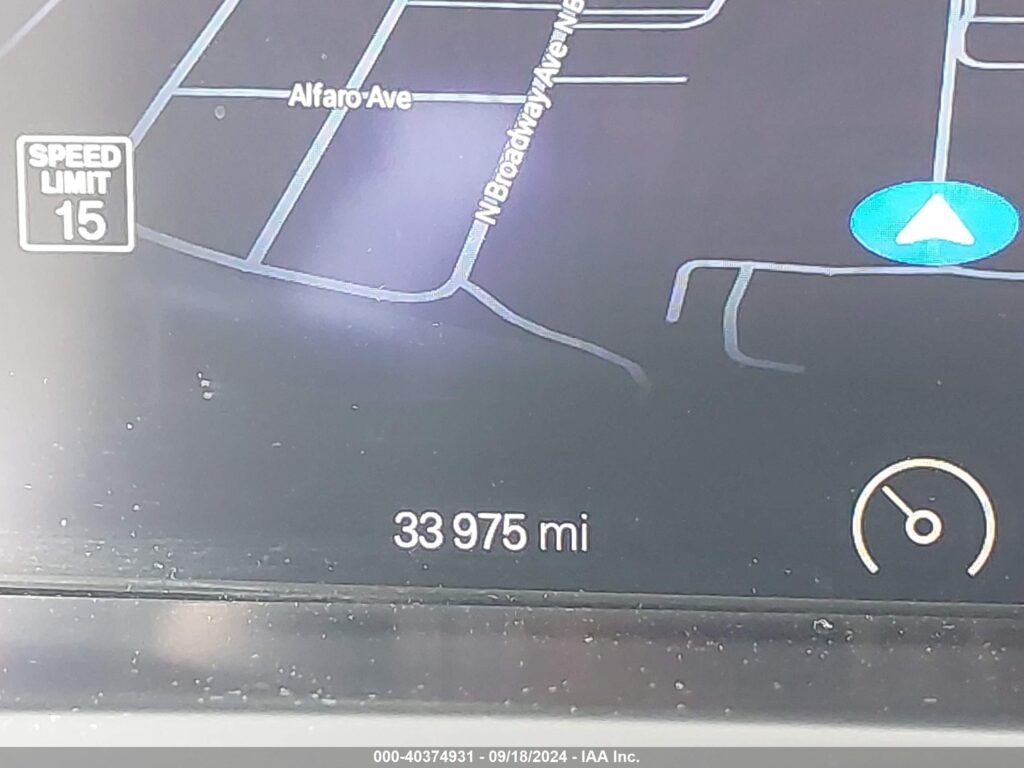 Alfaro Ave
N Broadway Ave
SPEED
LIMIT
15
33 975 mi
000-40374931 - 09/18/2024 - IAA Inc.